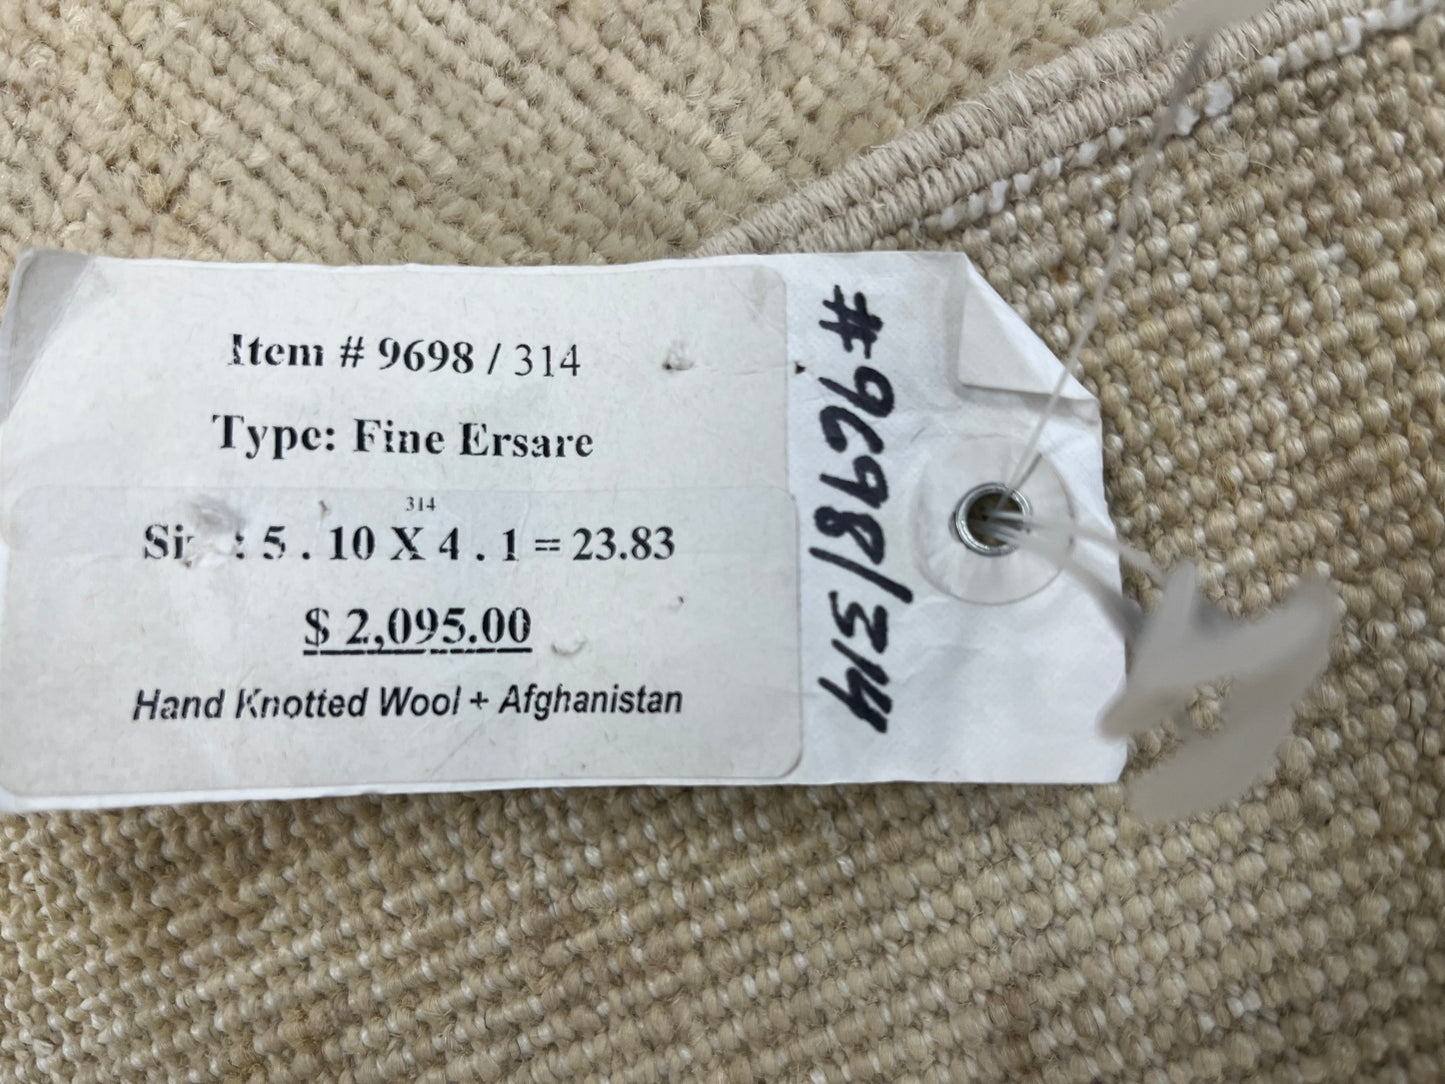 Item # 9698 / 314
Type: Fine Ersare
314
: 5 . 10 X 4 . 1 = 23.83
$ 2,095.00
Hand Knotted Wool + Afghanistan
#9698/314